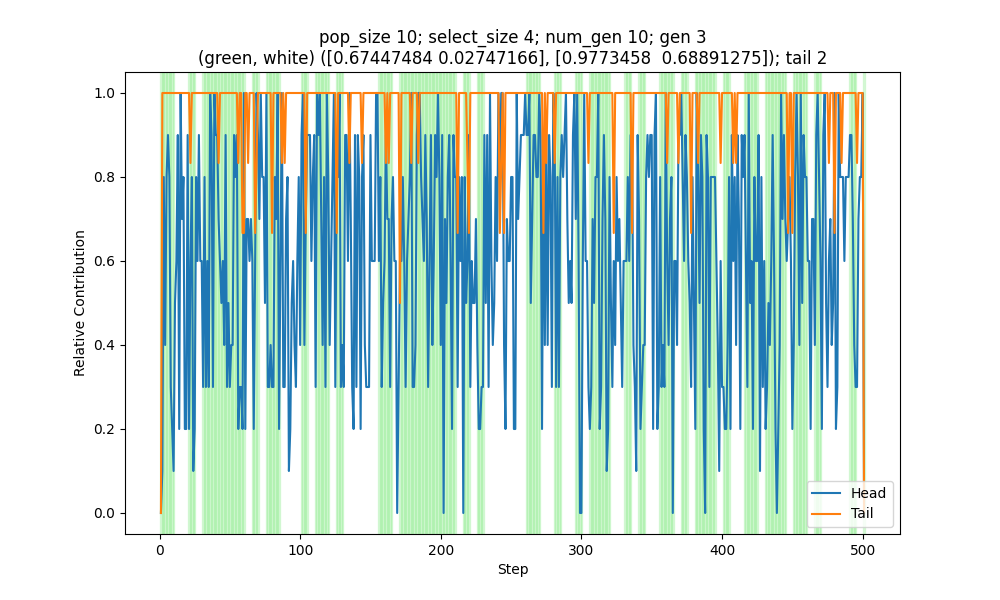 pop_size 10; select_size 4; num_gen 10; gen 3
(green, white) ([0.67447484 0.02747166], [0.9773458  0.68891275]); tail 2
Relative Contribution
1.0
0.8
0.6
0.4
0.2
0.0
Head
Tail
0 100 200 300 400 500
Step